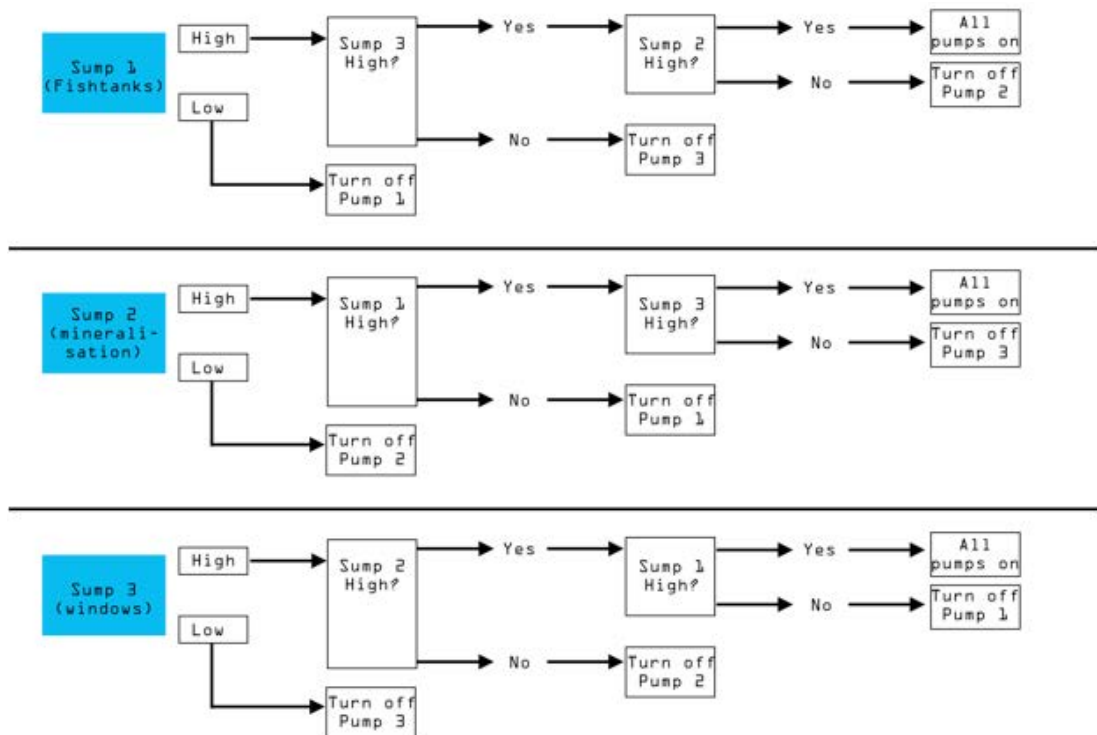 Sump 1
(Fishtanks)
High
Low
Sump 3
High?
Yes
No
Sump 2
High?
Yes
No
All
pumps on
Turn off
Pump 2
Turn off
Pump 3
Turn off
Pump 1
Sump 2
(minerali-
sation)
High
Low
Sump 1
High?
Yes
No
Sump 3
High?
Yes
No
All
pumps on
Turn off
Pump 3
Turn off
Pump 1
Turn off
Pump 2
Sump 3
(windows)
High
Low
Sump 2
High?
Yes
No
Sump 1
High?
Yes
No
All
pumps on
Turn off
Pump 1
Turn off
Pump 2
Turn off
Pump 3